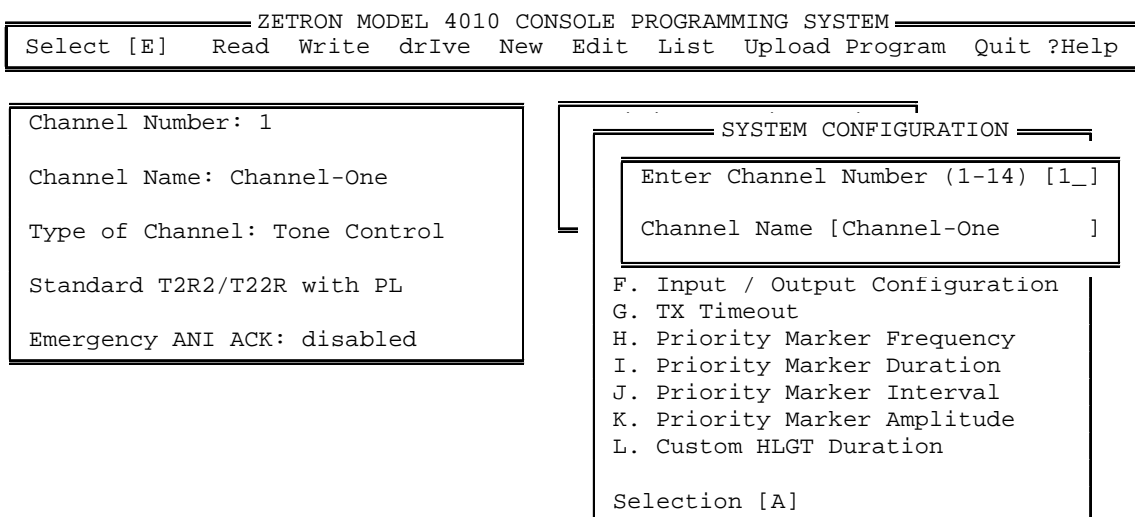 ZETRON MODEL 4010 CONSOLE PROGRAMMING SYSTEM
Select [E] Read Write drIve New Edit List Upload Program Quit ?Help
Channel Number: 1
Channel Name: Channel-One
Type of Channel: Tone Control
Standard T2R2/T22R with PL
Emergency ANI ACK: disabled
SYSTEM CONFIGURATION
Enter Channel Number (1-14) [1_]
Channel Name [Channel-One ]
F. Input / Output Configuration
G. TX Timeout
H. Priority Marker Frequency
I. Priority Marker Duration
J. Priority Marker Interval
K. Priority Marker Amplitude
L. Custom HLGT Duration
Selection [A]